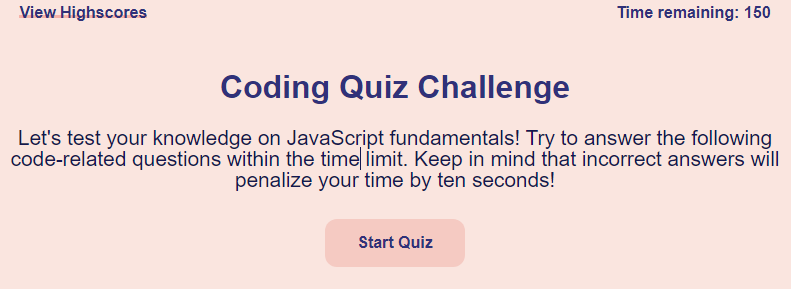 View Highscores Time remaining: 150
Coding Quiz Challenge
Let's test your knowledge on JavaScript fundamentals! Try to answer the following
code-related questions within the time limit. Keep in mind that incorrect answers will
penalize your time by ten seconds!
Start Quiz